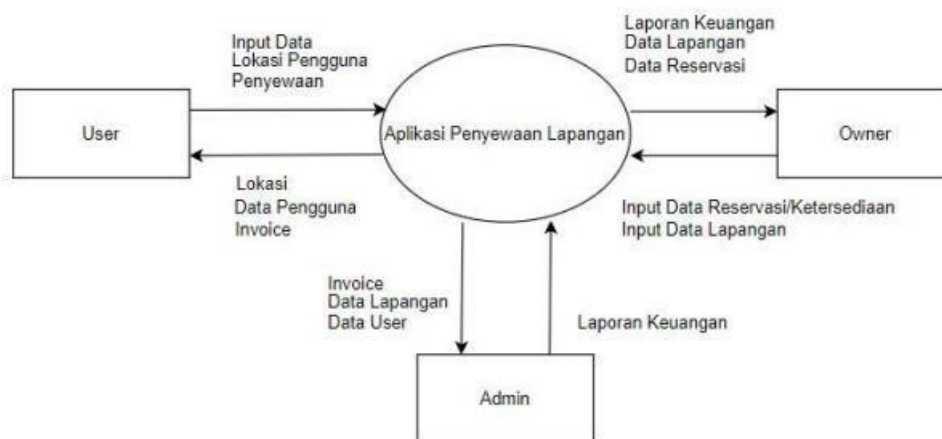 Input Data
Lokasi Pengguna
Penyewaan
Laporan Keuangan
Data Lapangan
Data Reservasi
User
Aplikasi Penyewaan Lapangan
Owner
Lokasi
Data Pengguna
Invoice
Input Data Reservasi/Ketersediaan
Input Data Lapangan
Invoice
Data Lapangan
Data User
Laporan Keuangan
Admin